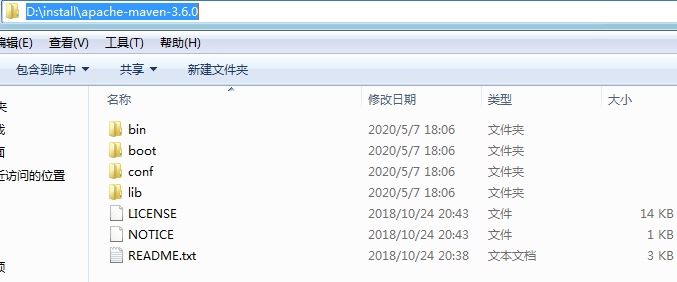 D:\install\apache-maven-3.6.0
编辑(E) 查看(V) 工具(T) 帮助(H)
包含到库中 共享 新建文件夹
名称 修改日期 类型 大小
bin 2020/5/7 18:06 文件夹
boot 2020/5/7 18:06 文件夹
conf 2020/5/7 18:06 文件夹
近访问的位置 lib 2020/5/7 18:06 文件夹
LICENSE 2018/10/24 20:43 文件 14 KB
NOTICE 2018/10/24 20:43 文件 1 KB
README.txt 2018/10/24 20:38 文本文档 3 KB